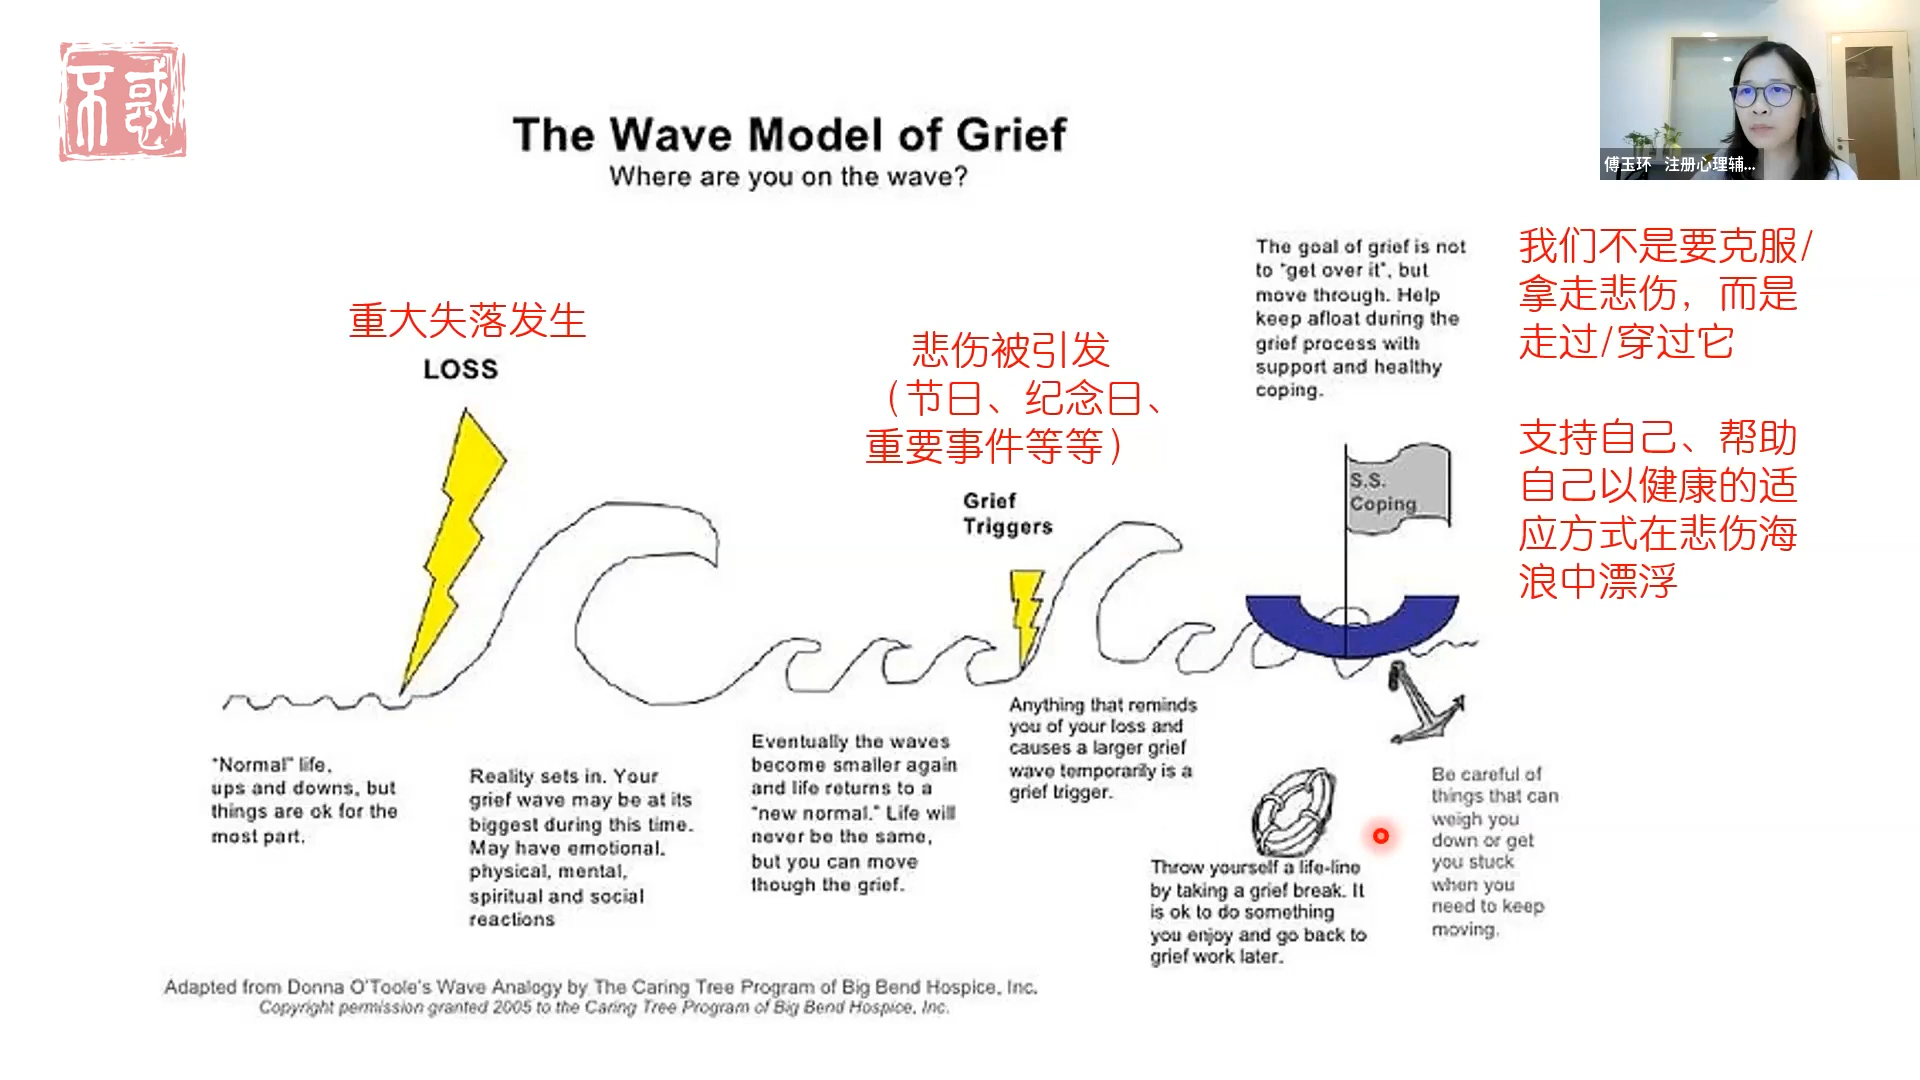 不惑
傅玉环 注册心理辅...
The Wave Model of Grief
Where are you on the wave?
重大失落发生
LOSS
悲伤被引发
（节日、纪念日、
重要事件等等）
Grief
Triggers
The goal of grief is not
to "get over it", but
move through. Help
keep afloat during the
grief process with
support and healthy
coping.
我们不是要克服/
拿走悲伤，而是
走过/穿过它
支持自己、帮助
自己以健康的适
应方式在悲伤海
浪中漂浮
S.S.
Coping
"Normal" life,
ups and downs, but
things are ok for the
most part.
Reality sets in. Your
grief wave may be at its
biggest during this time.
May have emotional,
physical, mental,
spiritual and social
reactions
Eventually the waves
become smaller again
and life returns to a
"new normal." Life will
never be the same,
but you can move
though the grief.
Anything that reminds
you of your loss and
causes a larger grief
wave temporarily is a
grief trigger.
Throw yourself a life-line
by taking a grief break. It
is ok to do something
you enjoy and go back to
grief work later.
Be careful of
things that can
weigh you
down or get
you stuck
when you
need to keep
moving.
Adapted from Donna O'Toole's Wave Analogy by The Caring Tree Program of Big Bend Hospice, Inc.
Copyright permission granted 2005 to the Caring Tree Program of Big Bend Hospice, Inc.